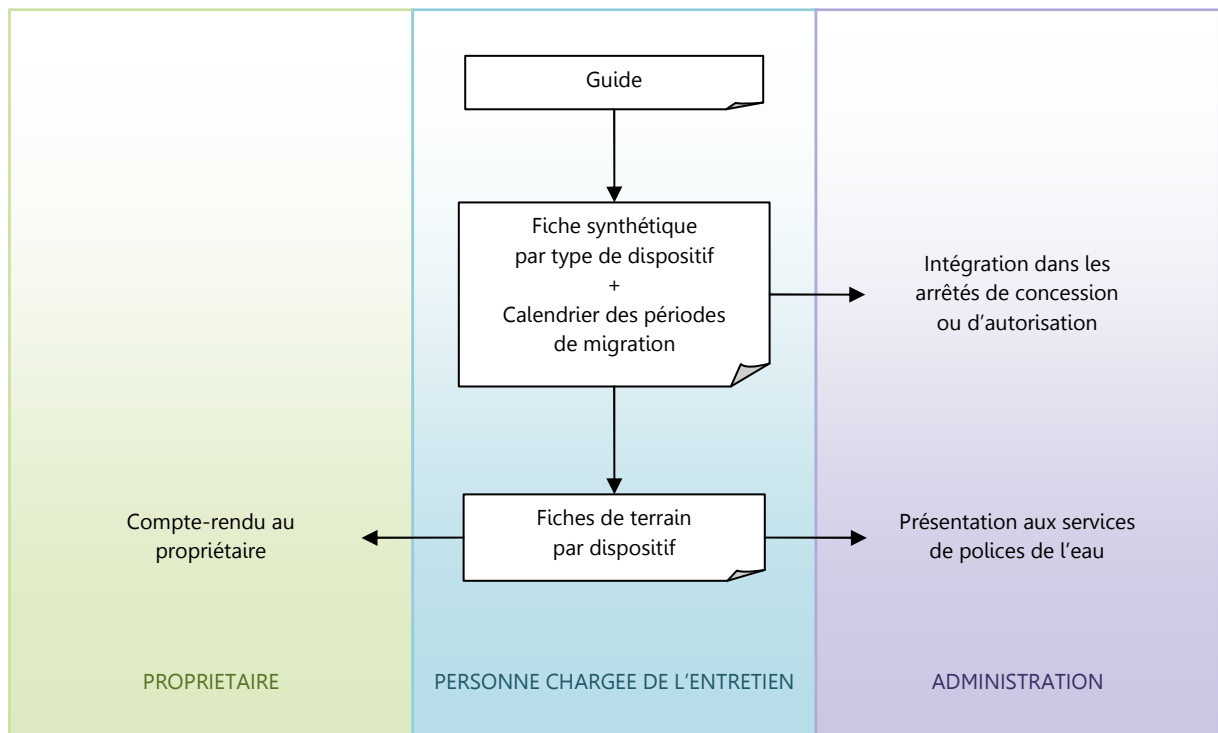 Guide
Fiche synthétique
par type de dispositif
+
Calendrier des périodes
de migration
Intégration dans les
arrêtés de concession
ou d'autorisation
Compte-rendu au
propriétaire
Fiches de terrain
par dispositif
Présentation aux services
de polices de l'eau
PROPRIETAIRE
PERSONNE CHARGEE DE L'ENTRETIEN
ADMINISTRATION